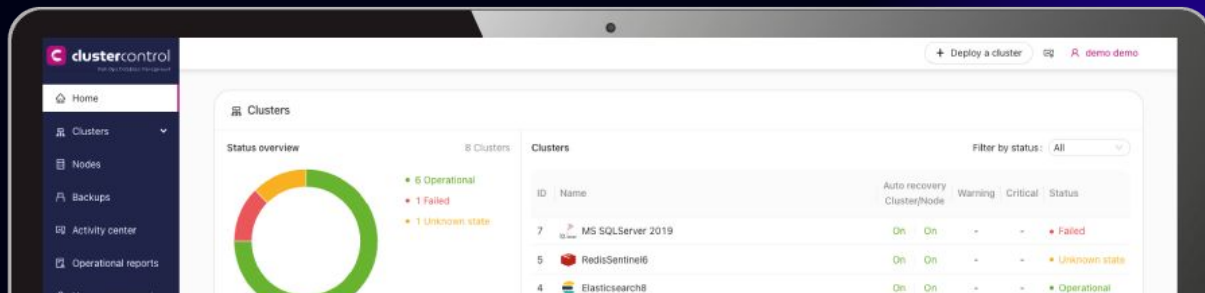 clustercontrol
+ Deploy a cluster
demo demo
Home
Clusters
Nodes
Backups
Activity center
Operational reports
Clusters
Status overview
8 Clusters
6 Operational
1 Failed
1 Unknown state
Clusters
Filter by status: All
ID Name Auto recovery Cluster/Node Warning Critical Status
7 MS SQLServer 2019 On On - - Failed
5 RedisSentinel6 On On - - Unknown state
4 Elasticsearch8 On On - - Operational